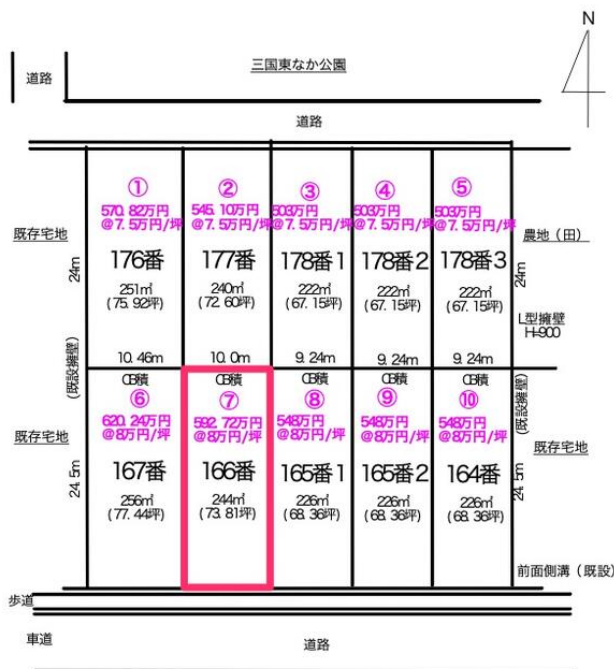 N
三国東なか公園
道路
道路
①
570.82万円
@7.5万円/坪
176番
251㎡
(75.92坪)
10.46m
②
545.10万円
@7.5万円/坪
177番
240㎡
(72.60坪)
10.0m
③
503万円
@7.5万円/坪
178番1
222㎡
(67.15坪)
9.24m
④
503万円
@7.5万円/坪
178番2
222㎡
(67.15坪)
9.24m
⑤
503万円
@7.5万円/坪
178番3
222㎡
(67.15坪)
9.24m
既存宅地
24m
(既設擁壁)
農地(田)
24m
L型擁壁
H=900
(既設擁壁)
⑥
620.24万円
@8万円/坪
167番
256㎡
(77.44坪)
CB積
⑦
592.72万円
@8万円/坪
166番
244㎡
(73.81坪)
CB積
⑧
548万円
@8万円/坪
165番1
226㎡
(68.36坪)
CB積
⑨
548万円
@8万円/坪
165番2
226㎡
(68.36坪)
CB積
⑩
548万円
@8万円/坪
164番
226㎡
(68.36坪)
既存宅地
24.5m
既存宅地
24.5m
前面側溝(既設)
歩道
車道
道路